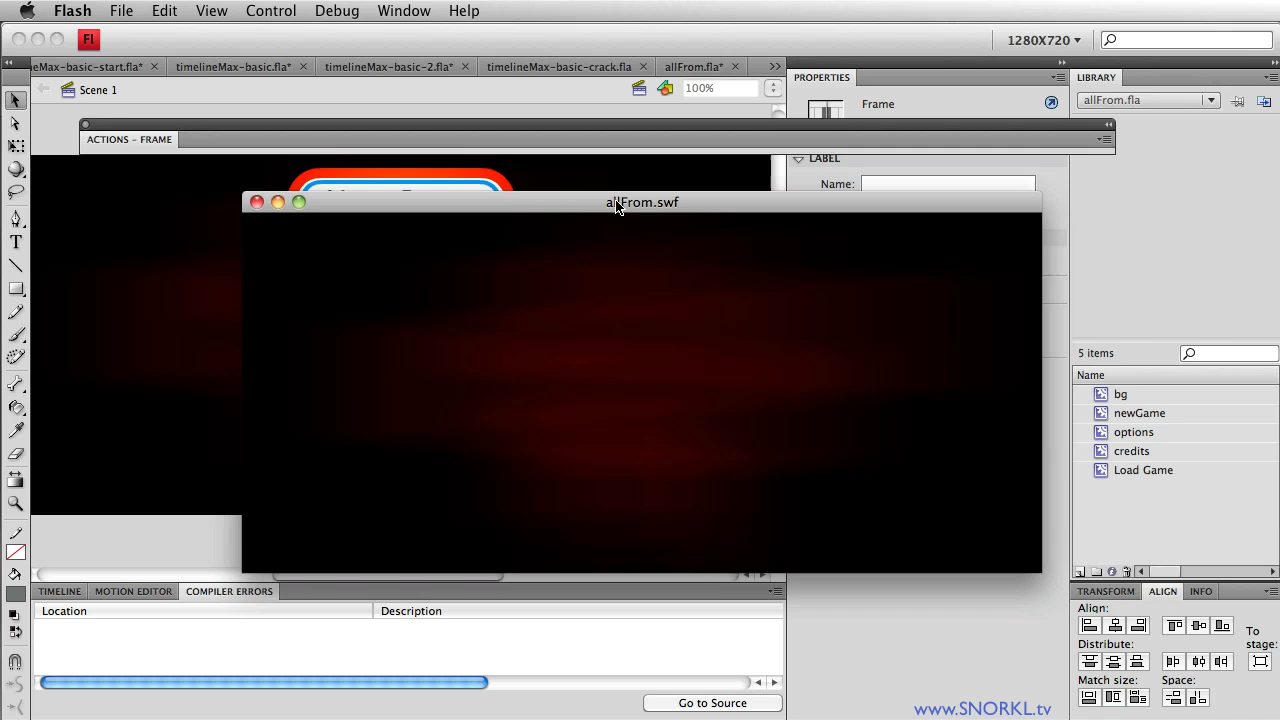 Flash File Edit View Control Debug Window Help
Fl 1280X720
eMax-basic-start.fla* timelineMax-basic.fla* timelineMax-basic-2.fla* timelineMax-basic-crack.fla allFrom.fla*
Scene 1 100%
ACTIONS – FRAME
PROPERTIES
Frame
LABEL
Name:
LIBRARY
allFrom.fla
5 items
Name
bg
newGame
options
credits
Load Game
allFrom.swf
TIMELINE MOTION EDITOR COMPILER ERRORS
Location Description
Go to Source
TRANSFORM ALIGN INFO
Align:
Distribute:
To
stage:
Match size: Space:
www.SNORKL.tv